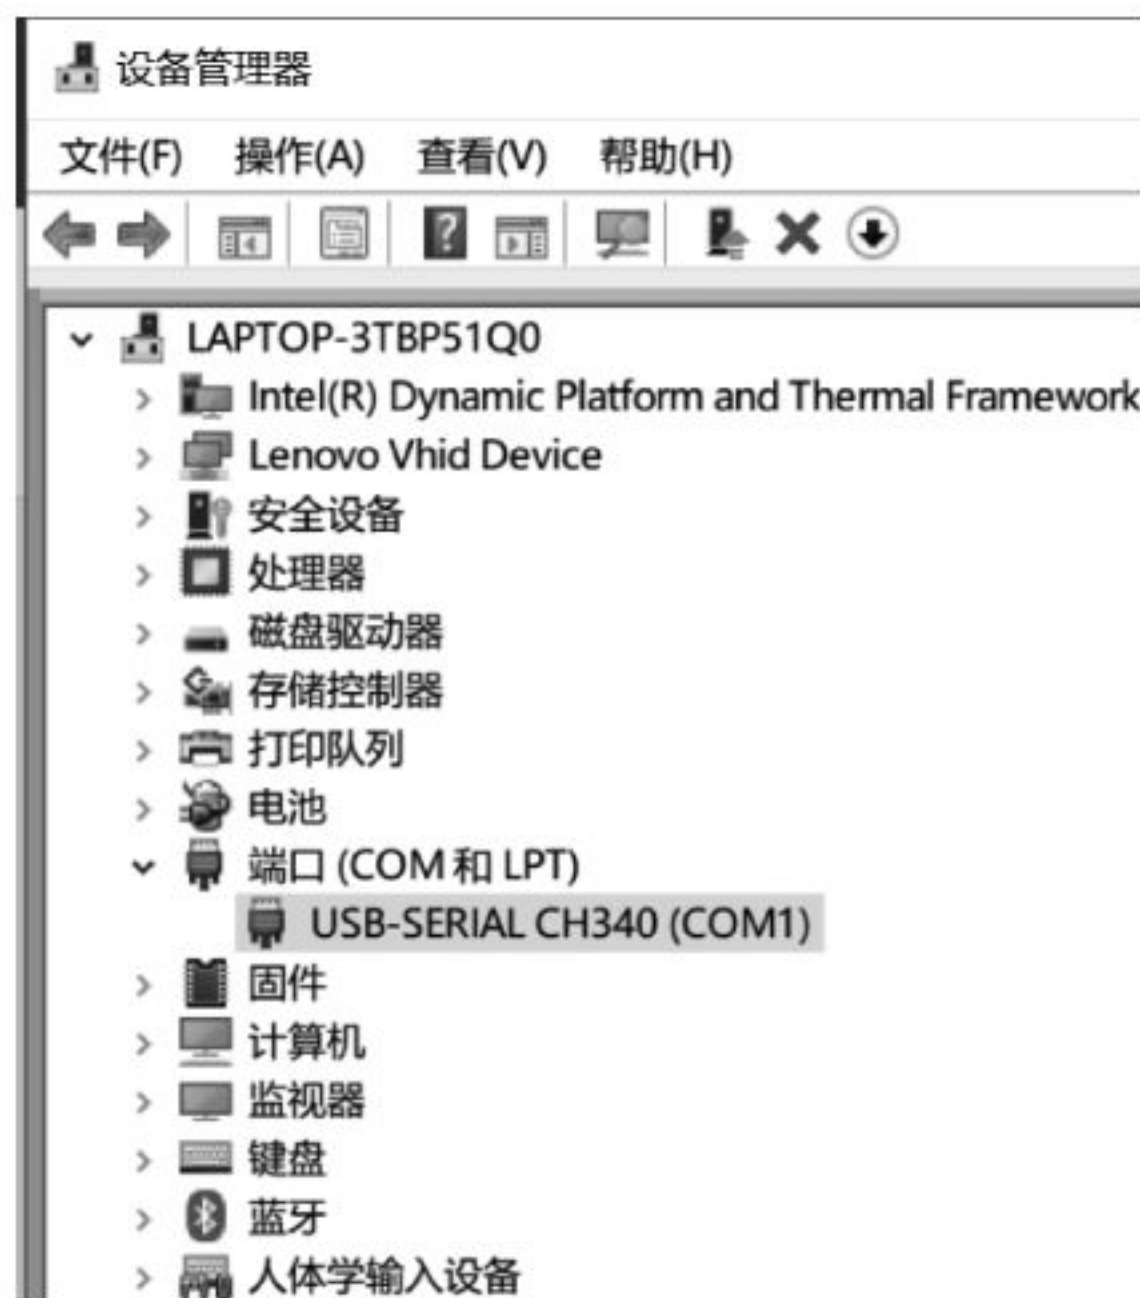 设备管理器
文件(F) 操作(A) 查看(V) 帮助(H)
LAPTOP-3TBP51Q0
Intel(R) Dynamic Platform and Thermal Framework
Lenovo Vhid Device
安全设备
处理器
磁盘驱动器
存储控制器
打印队列
电池
端口 (COM 和 LPT)
USB-SERIAL CH340 (COM1)
固件
计算机
监视器
键盘
蓝牙
人体学输入设备